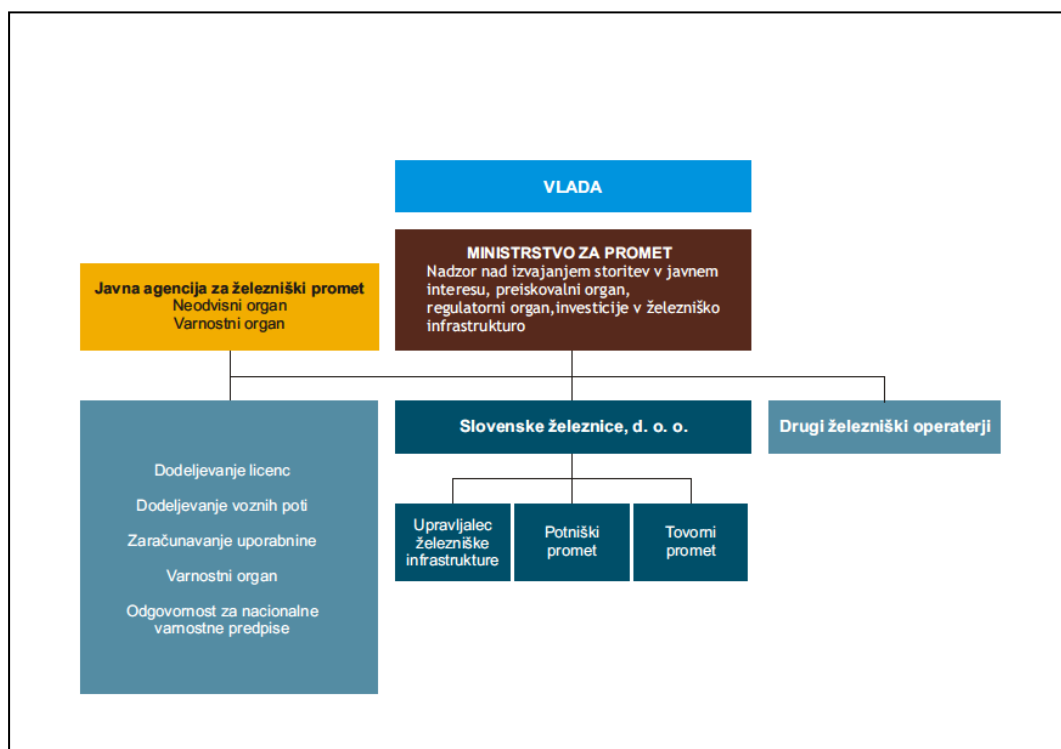 VLADA
MINISTRSTVO ZA PROMET
Nadzor nad izvajanjem storitev v javnem
interesu, preiskovalni organ,
regulatorni organ,investicije v železniško
infrastrukturo
Javna agencija za železniški promet
Neodvisni organ
Varnostni organ
Dodeljevanje licenc
Dodeljevanje voznih poti
Zaračunavanje uporabnine
Varnostni organ
Odgovornost za nacionalne
varnostne predpise
Slovenske železnice, d. o. o.
Upravljalec
železniške
infrastrukture
Potniški
promet
Tovorni
promet
Drugi železniški operaterji